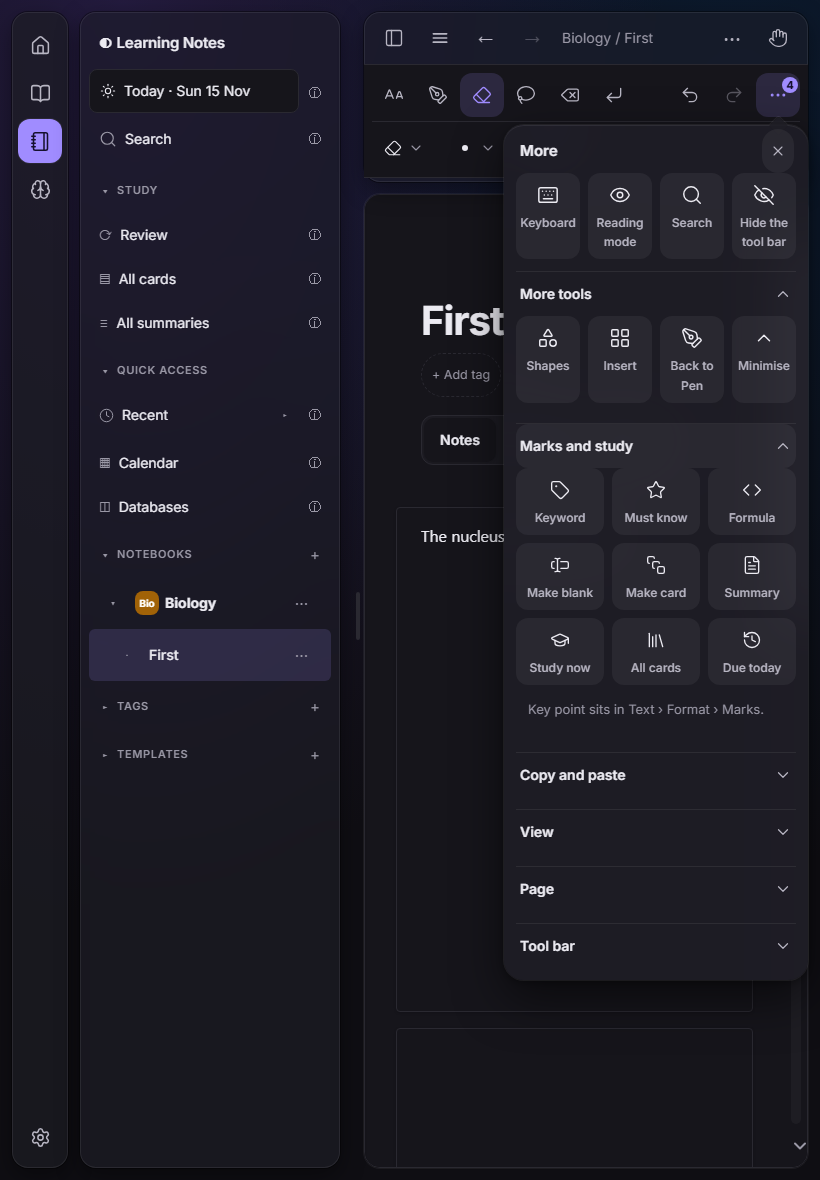 Learning Notes
Today · Sun 15 Nov
Search
STUDY
Review
All cards
All summaries
QUICK ACCESS
Recent
Calendar
Databases
NOTEBOOKS
Bio Biology
First
TAGS
TEMPLATES
Biology / First
AA
4
First
+ Add tag
Notes
The nucleus
More
Keyboard
Reading mode
Search
Hide the tool bar
More tools
Shapes
Insert
Back to Pen
Minimise
Marks and study
Keyword
Must know
Formula
Make blank
Make card
Summary
Study now
All cards
Due today
Key point sits in Text › Format › Marks.
Copy and paste
View
Page
Tool bar